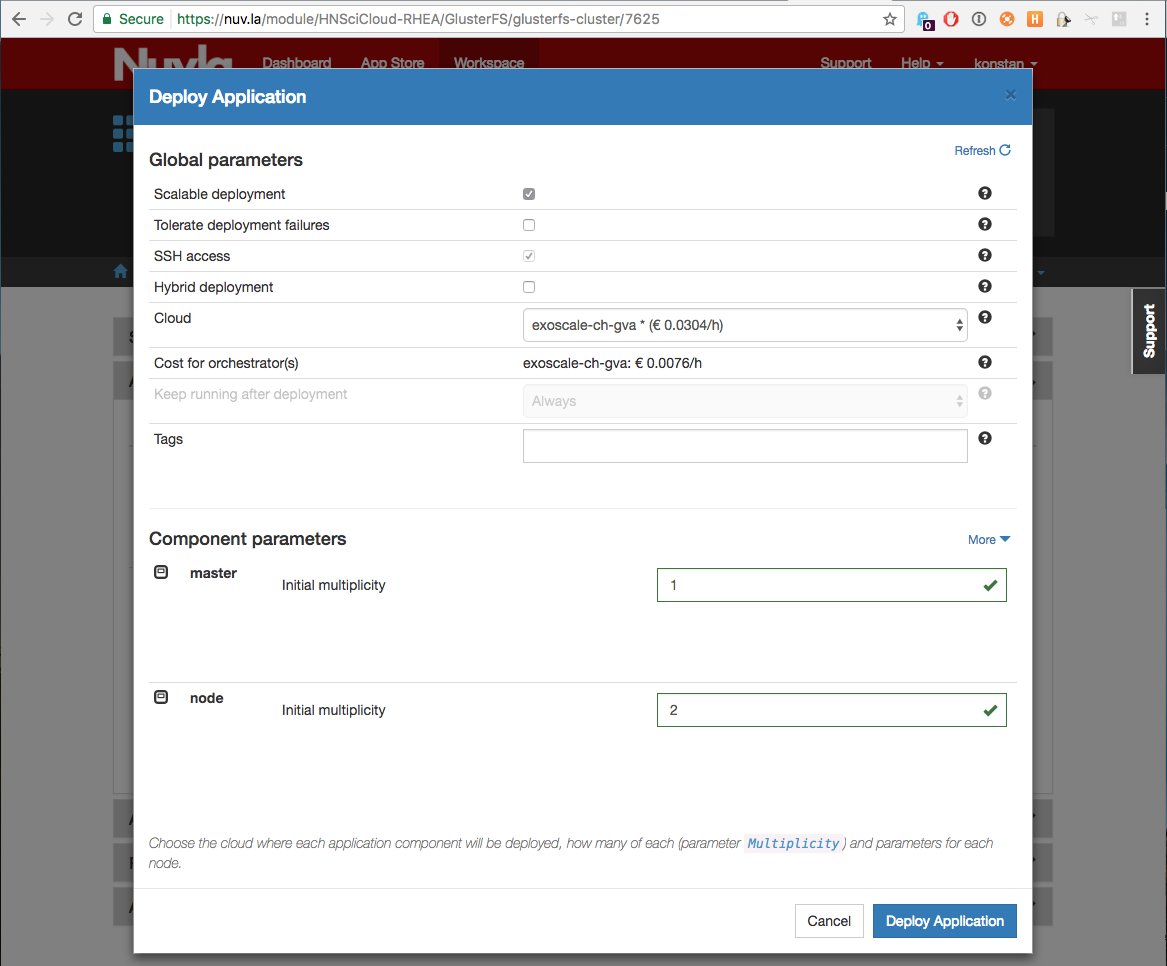 Secure https://nuv.la/module/HNSciCloud-RHEA/GlusterFS/glusterfs-cluster/7625
0 H
Nuvla Dashboard App Store Workspace Support Help konstan
Deploy Application ×
Global parameters Refresh
Scalable deployment ?
Tolerate deployment failures ?
SSH access ?
Hybrid deployment ?
Cloud exoscale-ch-gva * (€ 0.0304/h) ?
Support
Cost for orchestrator(s) exoscale-ch-gva: € 0.0076/h ?
Keep running after deployment Always ?
Tags ?
Component parameters More
master Initial multiplicity 1
node Initial multiplicity 2
Choose the cloud where each application component will be deployed, how many of each (parameter Multiplicity ) and parameters for each
node.
Cancel Deploy Application